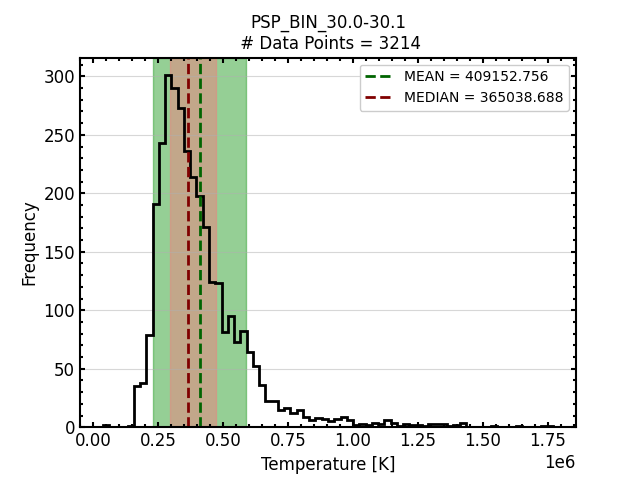 PSP_BIN_30.0-30.1
# Data Points = 3214
MEAN = 409152.756
MEDIAN = 365038.688
300
250
200
150
100
50
0
Frequency
0.00 0.25 0.50 0.75 1.00 1.25 1.50 1.75
1e6
Temperature [K]